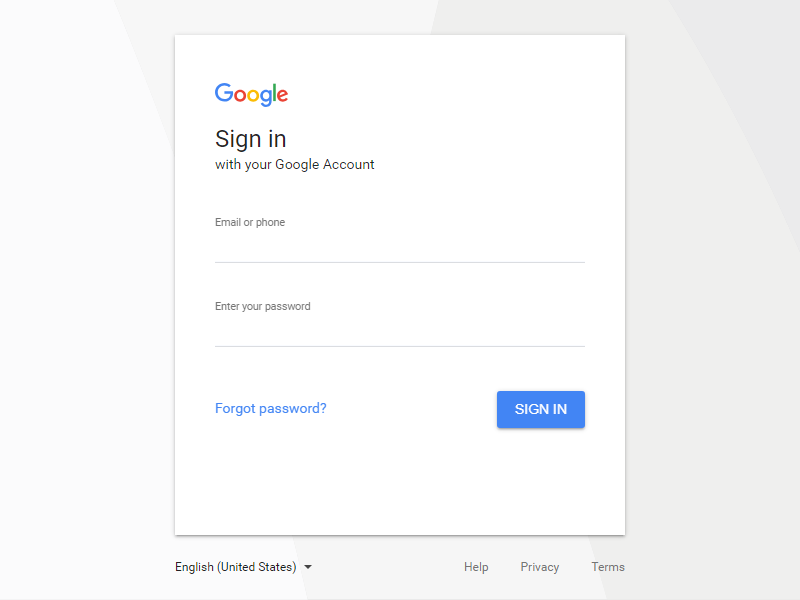 Google
Sign in
with your Google Account
Email or phone
Enter your password
Forgot password?
SIGN IN
English (United States)
Help
Privacy
Terms